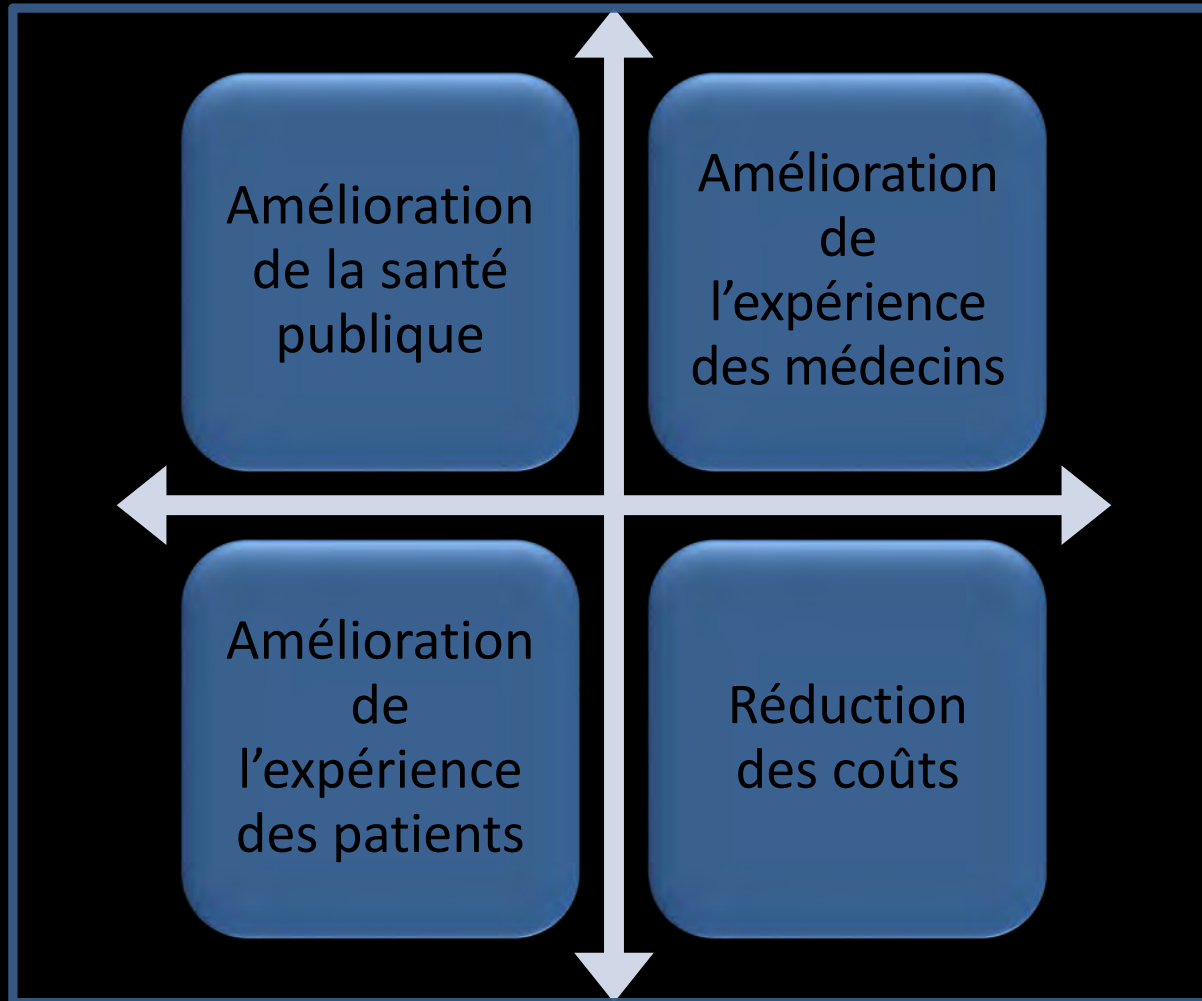 Amélioration
de la santé
publique
Amélioration
de
l’expérience
des médecins
Amélioration
de
l’expérience
des patients
Réduction
des coûts